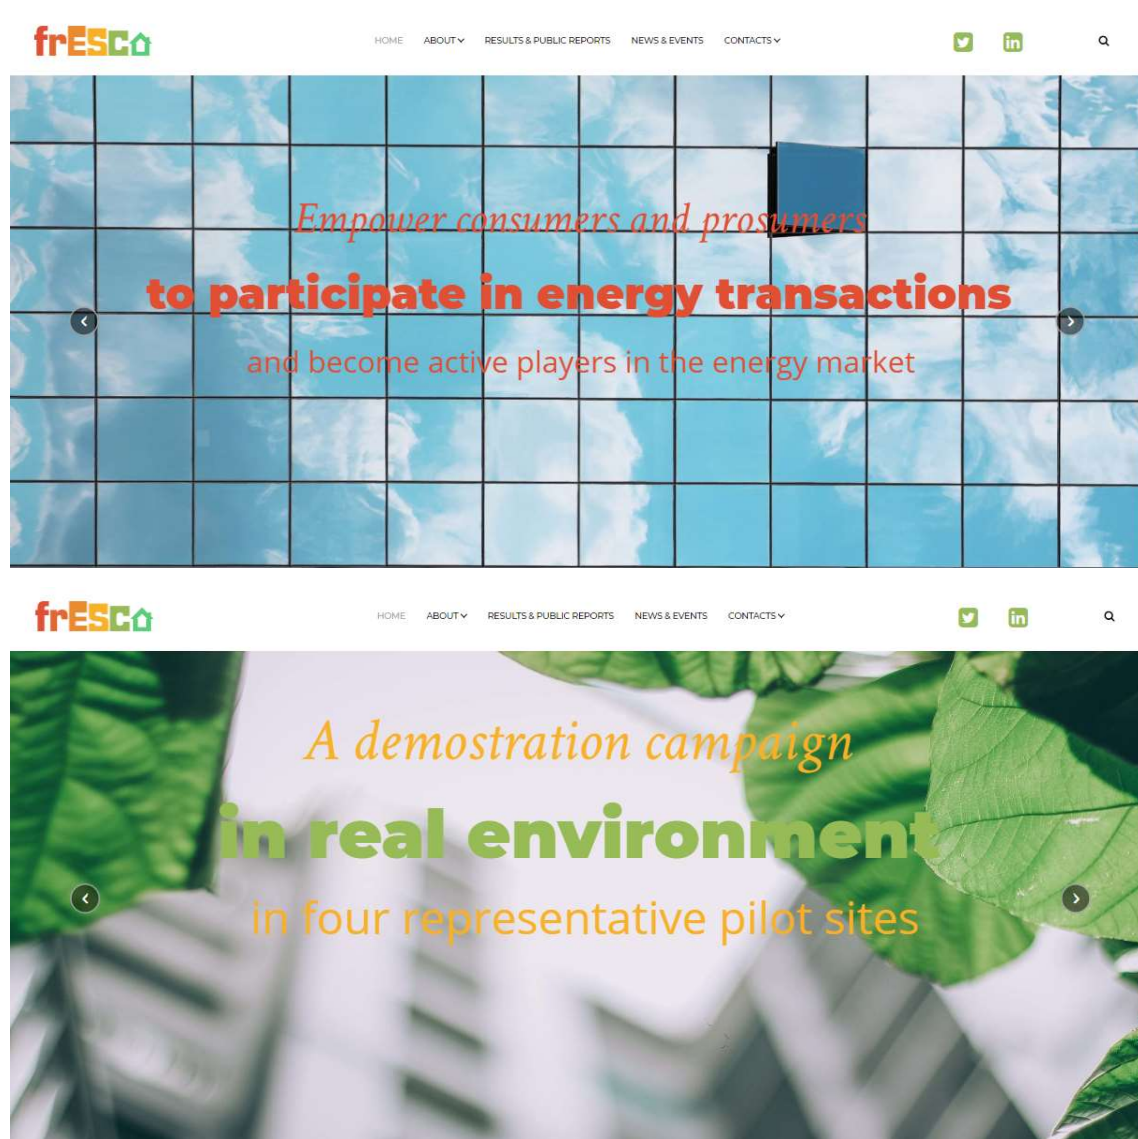 frESCo
HOME ABOUT RESULTS & PUBLIC REPORTS NEWS & EVENTS CONTACTS
Empower consumers and prosumers
to participate in energy transactions
and become active players in the energy market
frESCo
HOME ABOUT RESULTS & PUBLIC REPORTS NEWS & EVENTS CONTACTS
A demostration campaign
in real environment
in four representative pilot sites